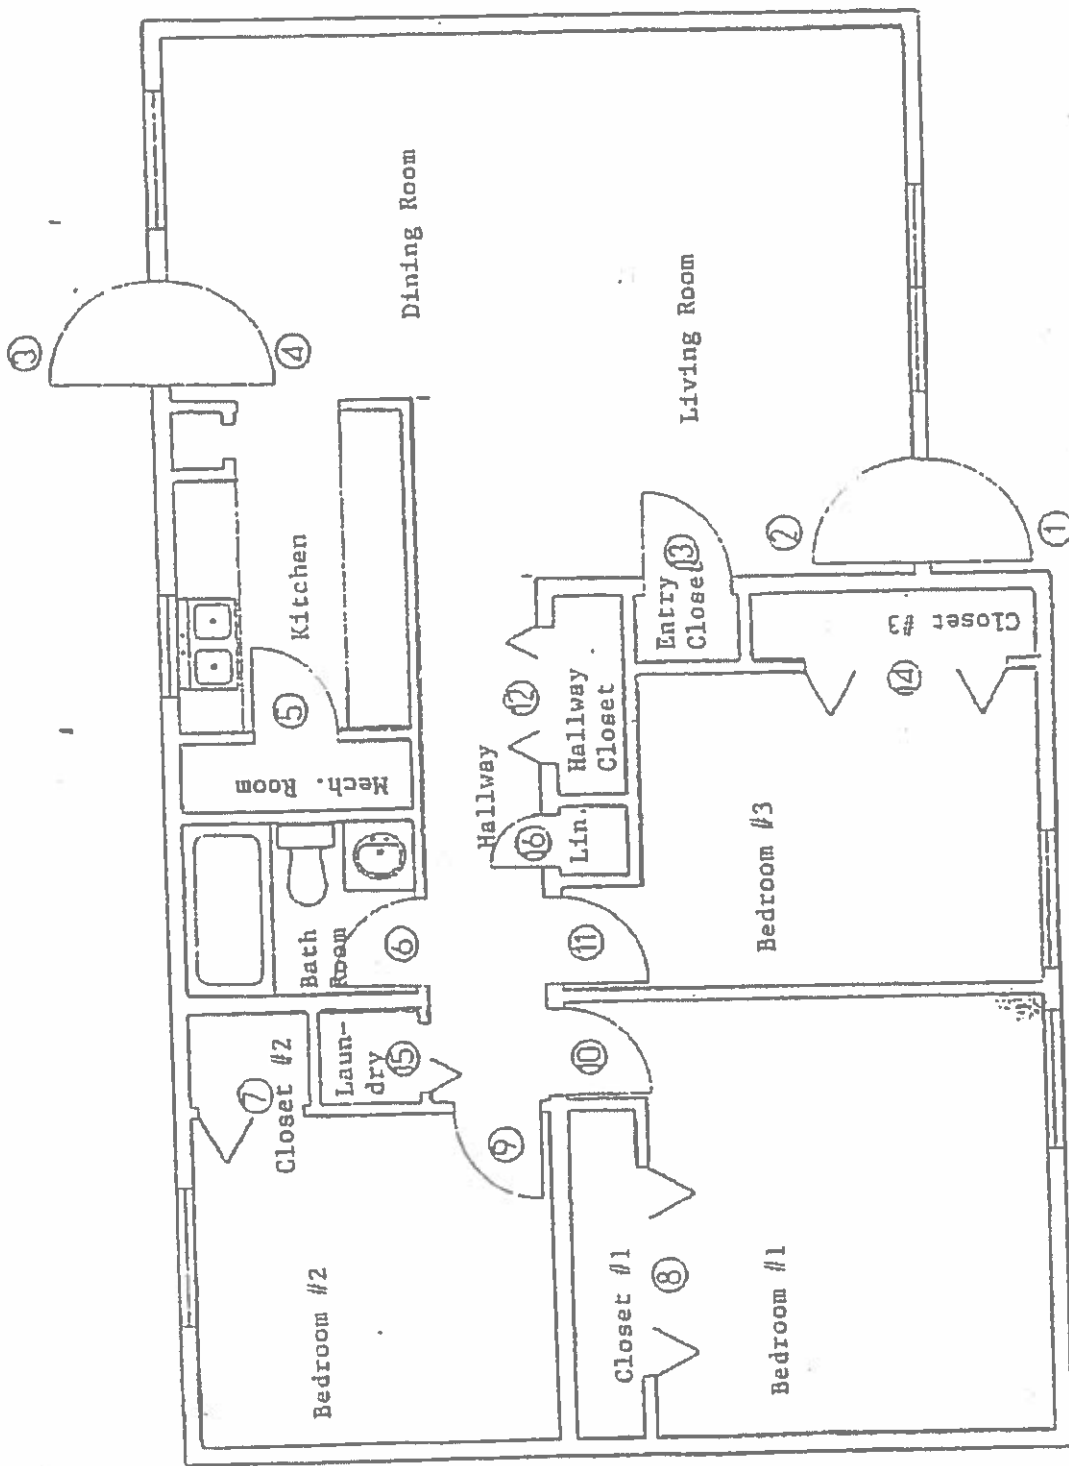 Bedroom #2
Closet #2
7
Laun-
dry
15
Bath
Room
6
Mech. Room
5
Kitchen
3
4
Dining Room
9
10
11
Hallway
16
Lin.
12
Hallway
Closet
Entry
Closet
13
Living Room
2
1
Closet #1
8
Bedroom #1
Bedroom #3
14
Closet
#3